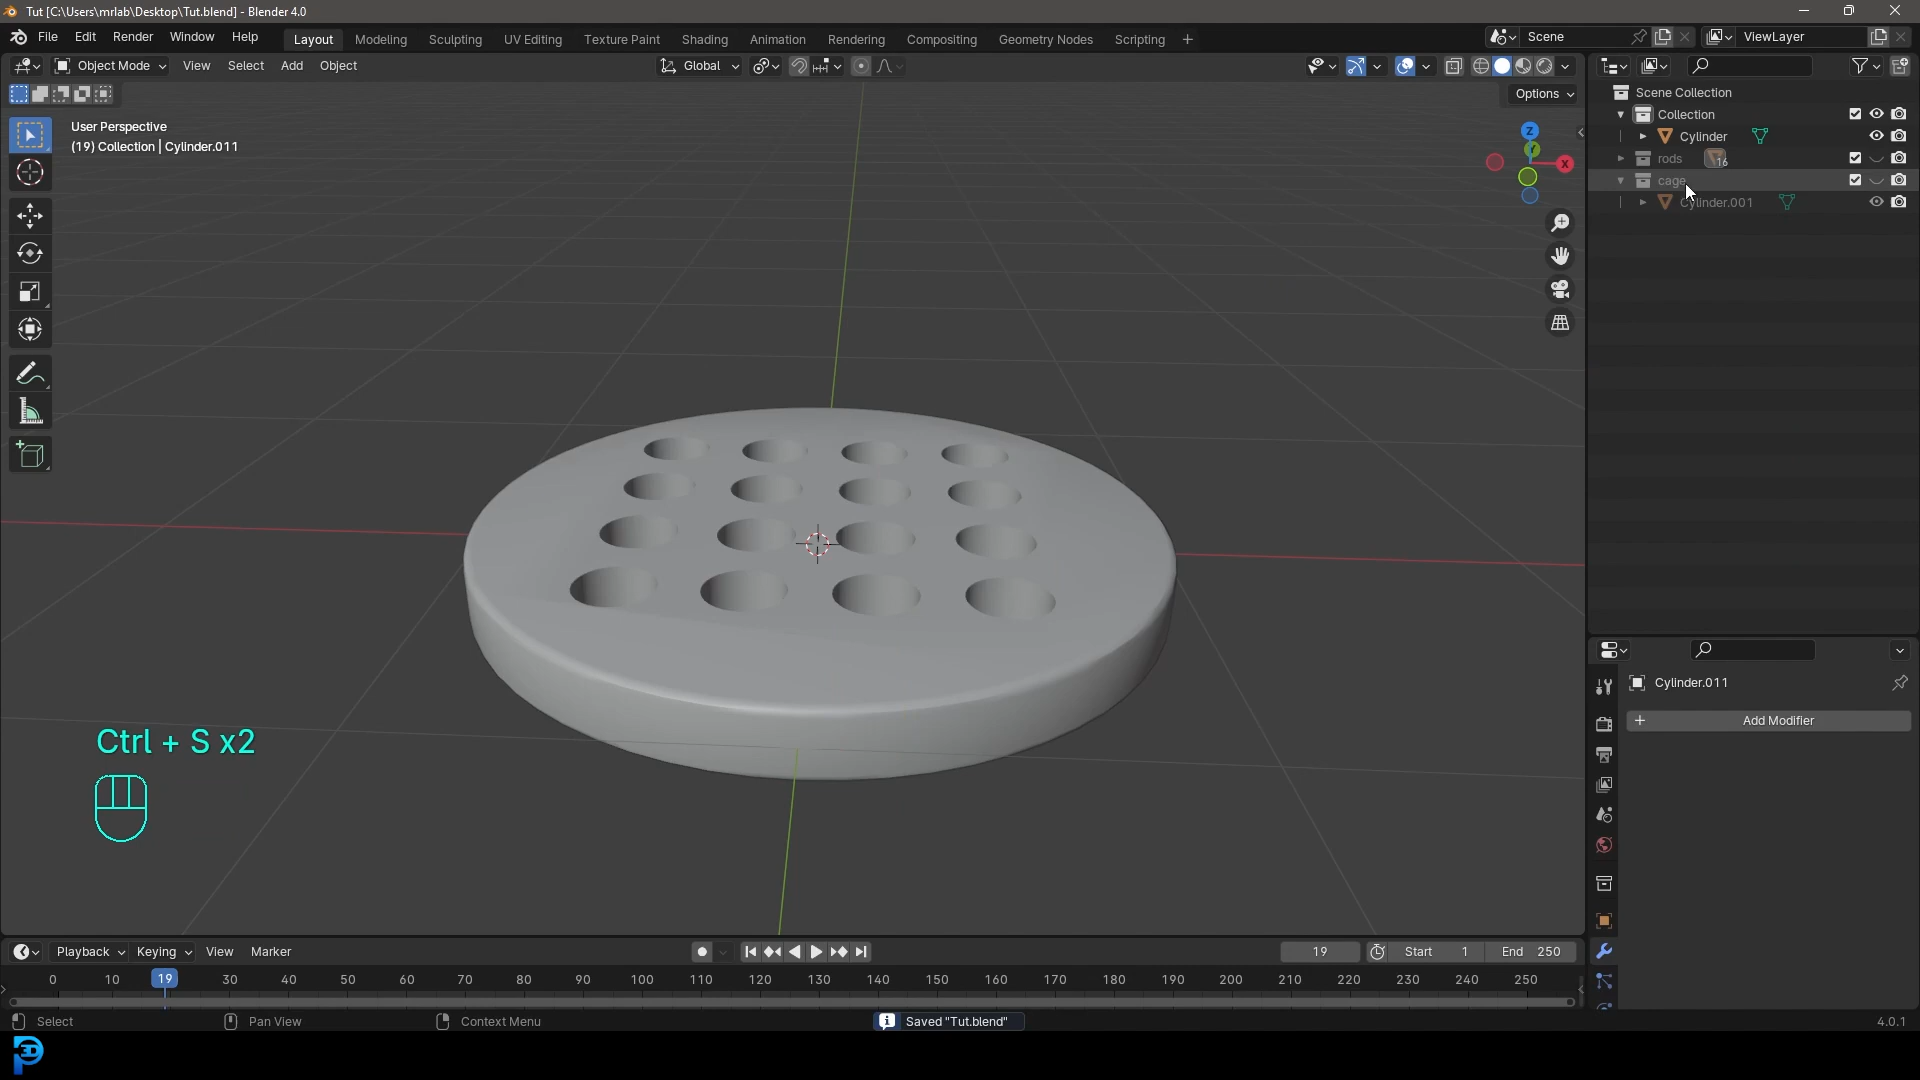 Tut [C:\Users\mrlab\Desktop\Tut.blend] - Blender 4.0
File Edit Render Window Help Layout Modeling Sculpting UV Editing Texture Paint Shading Animation Rendering Compositing Geometry Nodes Scripting + Scene ViewLayer
Object Mode View Select Add Object Global
Options
User Perspective
(19) Collection | Cylinder.011
Z
Y
X
Scene Collection
Collection
Cylinder
rods 16
cage
Cylinder.001
Cylinder.011
+ Add Modifier
Ctrl + S x2
Playback Keying View Marker 19 Start 1 End 250
0 10 19 30 40 50 60 70 80 90 100 110 120 130 140 150 160 170 180 190 200 210 220 230 240 250
Select Pan View Context Menu Saved "Tut.blend" 4.0.1
P3D